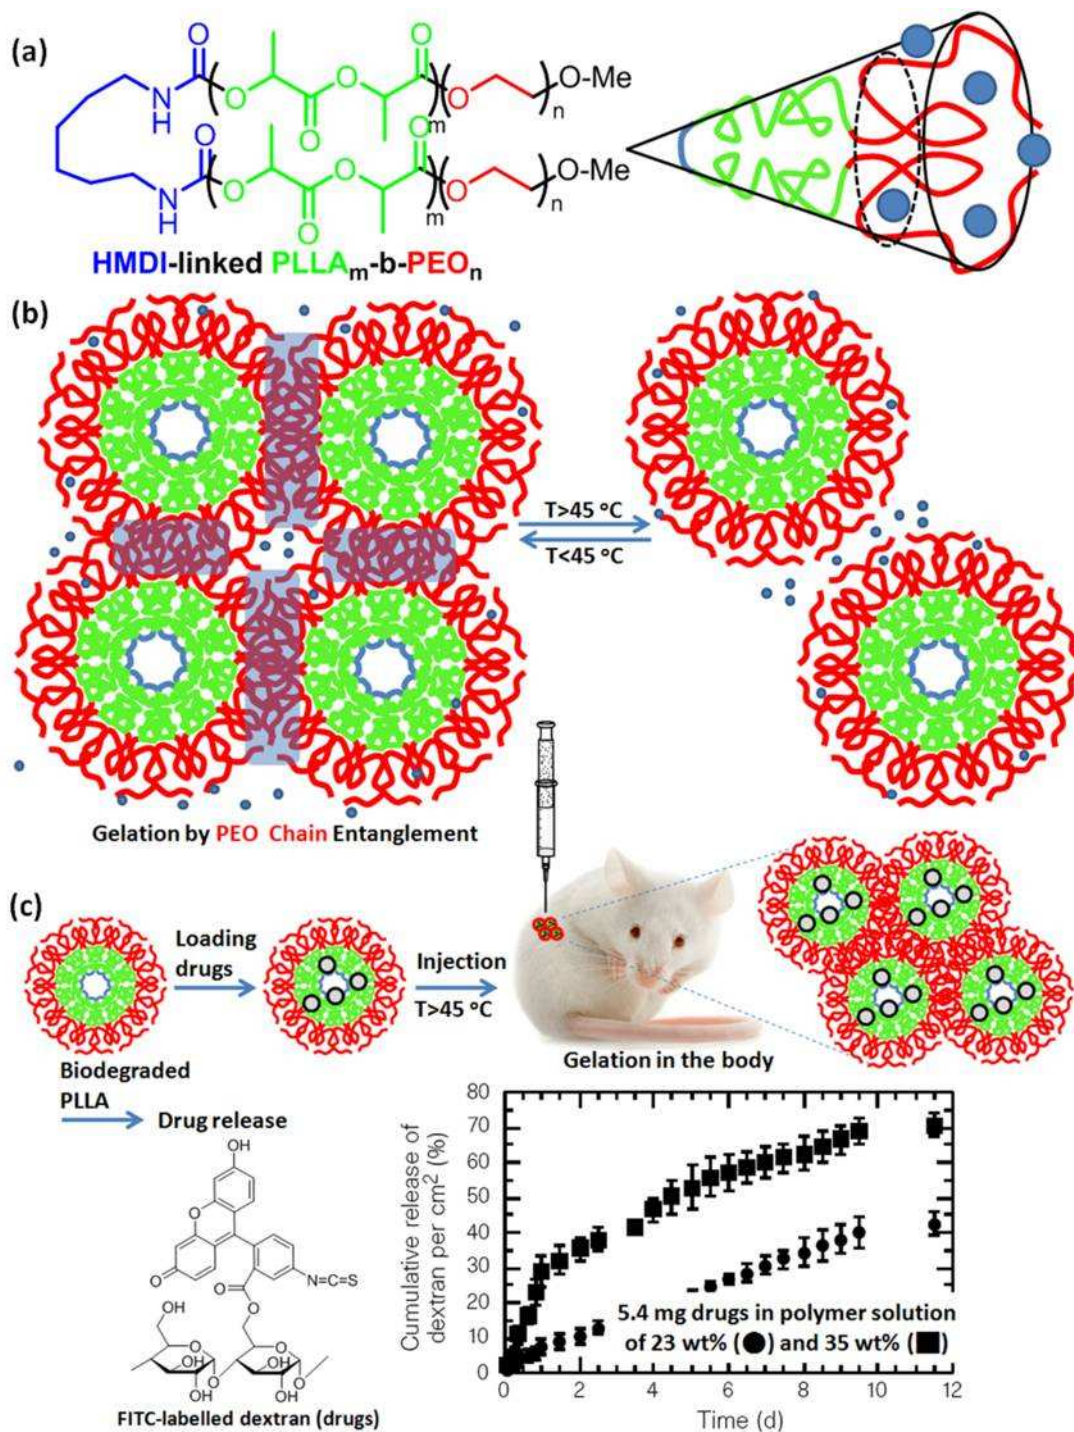 (a)
O
O
O
N
H
O
O
O
m
O
n
O-Me
O
O
O
N
H
O
O
O
m
O
n
O-Me
HMDI-linked PLLAm-b-PEOn
(b)
T>45 °C
T<45 °C
Gelation by PEO Chain Entanglement
(c)
Loading
drugs
Injection
T>45 °C
Gelation in the body
Biodegraded
PLLA
Drug release
OH
O
O
N=C=S
O
O
OH
O
OH
OH
O
O
OH
OH
O
FITC-labelled dextran (drugs)
Cumulative release of
dextran per cm² (%)
80
70
60
50
40
30
20
10
0
5.4 mg drugs in polymer solution
of 23 wt% (●) and 35 wt% (■)
0 2 4 6 8 10 12 14
Time (d)